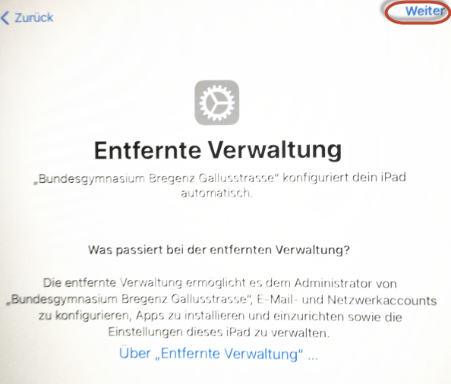 Zurück
Weiter
Entfernte Verwaltung
„Bundesgymnasium Bregenz Gallusstrasse“ konfiguriert dein iPad
automatisch.
Was passiert bei der entfernten Verwaltung?
Die entfernte Verwaltung ermöglicht es dem Administrator von
„Bundesgymnasium Bregenz Gallusstrasse“, E-Mail- und Netzwerkaccounts
zu konfigurieren, Apps zu installieren und einzurichten sowie die
Einstellungen dieses iPad zu verwalten.
Über „Entfernte Verwaltung“ ...